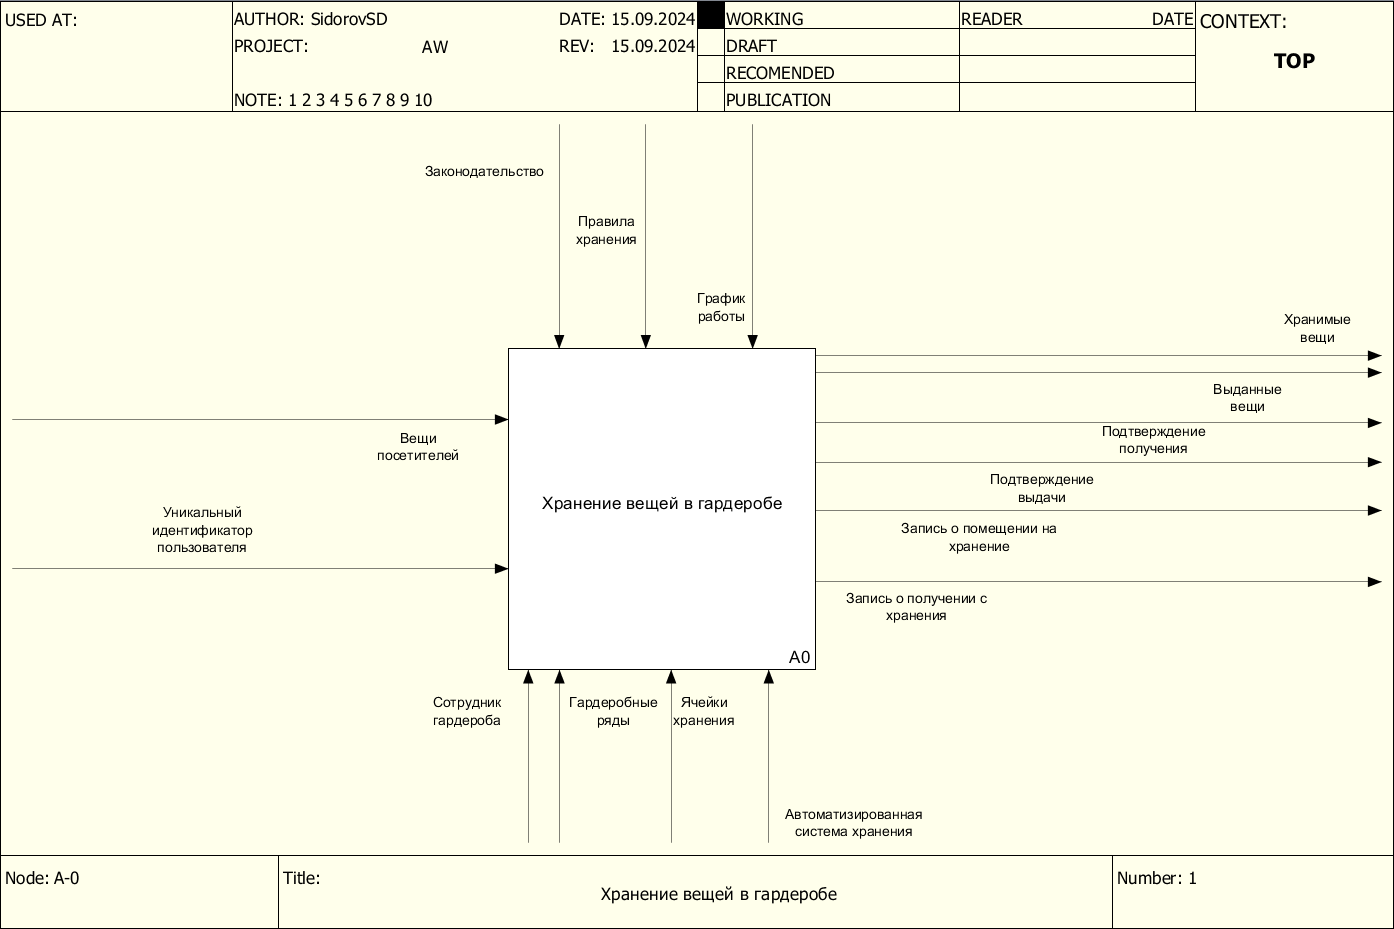 USED AT:
AUTHOR: SidorovSD
DATE: 15.09.2024
PROJECT:
AW
REV: 15.09.2024
NOTE: 1 2 3 4 5 6 7 8 9 10
WORKING
DRAFT
RECOMENDED
PUBLICATION
READER
DATE
CONTEXT:
TOP
Законодательство
Правила
хранения
График
работы
Хранимые
вещи
Выданные
вещи
Подтверждение
получения
Подтверждение
выдачи
Запись о помещении на
хранение
Запись о получении с
хранения
Вещи
посетителей
Уникальный
идентификатор
пользователя
Хранение вещей в гардеробе
A0
Сотрудник
гардероба
Гардеробные
ряды
Ячейки
хранения
Автоматизированная
система хранения
Node: A-0
Title:
Хранение вещей в гардеробе
Number: 1